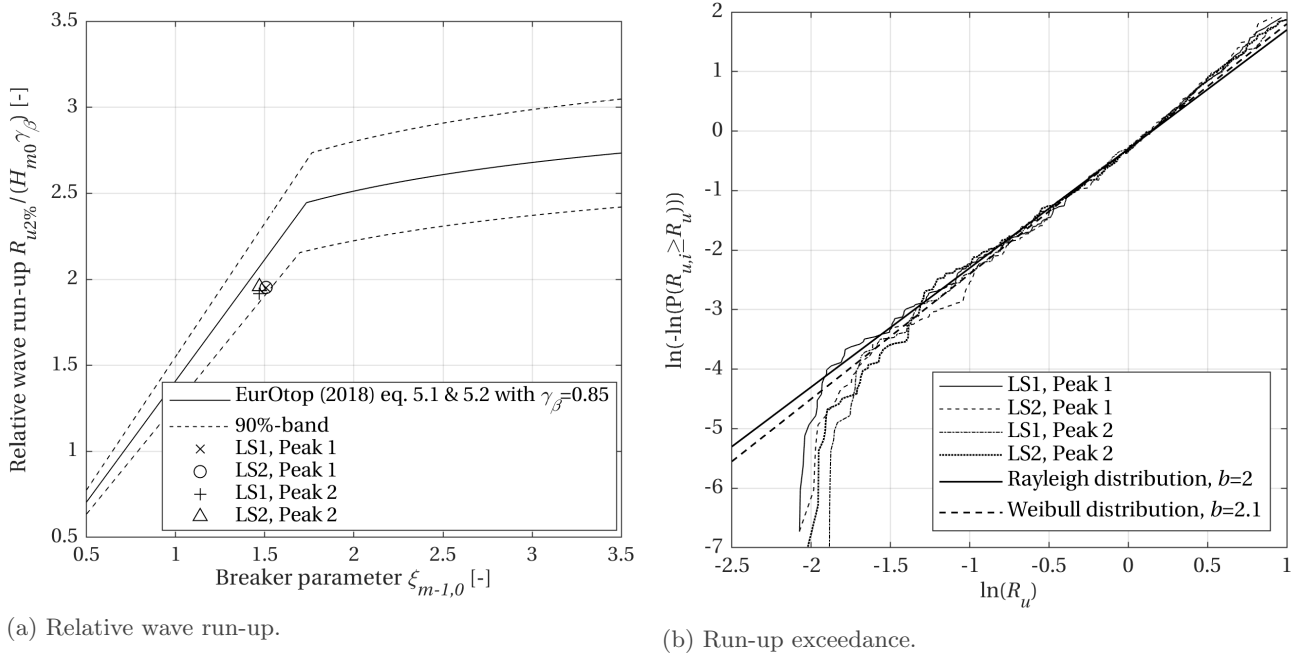 3.5
3
2.5
2
1.5
1
0.5
0.5 1 1.5 2 2.5 3 3.5
Relative wave run-up R_{u2%}/(H_{m0}γ_β) [-]
Breaker parameter ξ_{m-1,0} [-]
EurOtop (2018) eq. 5.1 & 5.2 with γ_β=0.85
90%-band
LS1, Peak 1
LS2, Peak 1
LS1, Peak 2
LS2, Peak 2
(a) Relative wave run-up.
2
1
0
-1
-2
-3
-4
-5
-6
-7
-2.5 -2 -1.5 -1 -0.5 0 0.5 1
ln(-ln(P(R_{u,i}≥R_u)))
ln(R_u)
LS1, Peak 1
LS2, Peak 1
LS1, Peak 2
LS2, Peak 2
Rayleigh distribution, b=2
Weibull distribution, b=2.1
(b) Run-up exceedance.